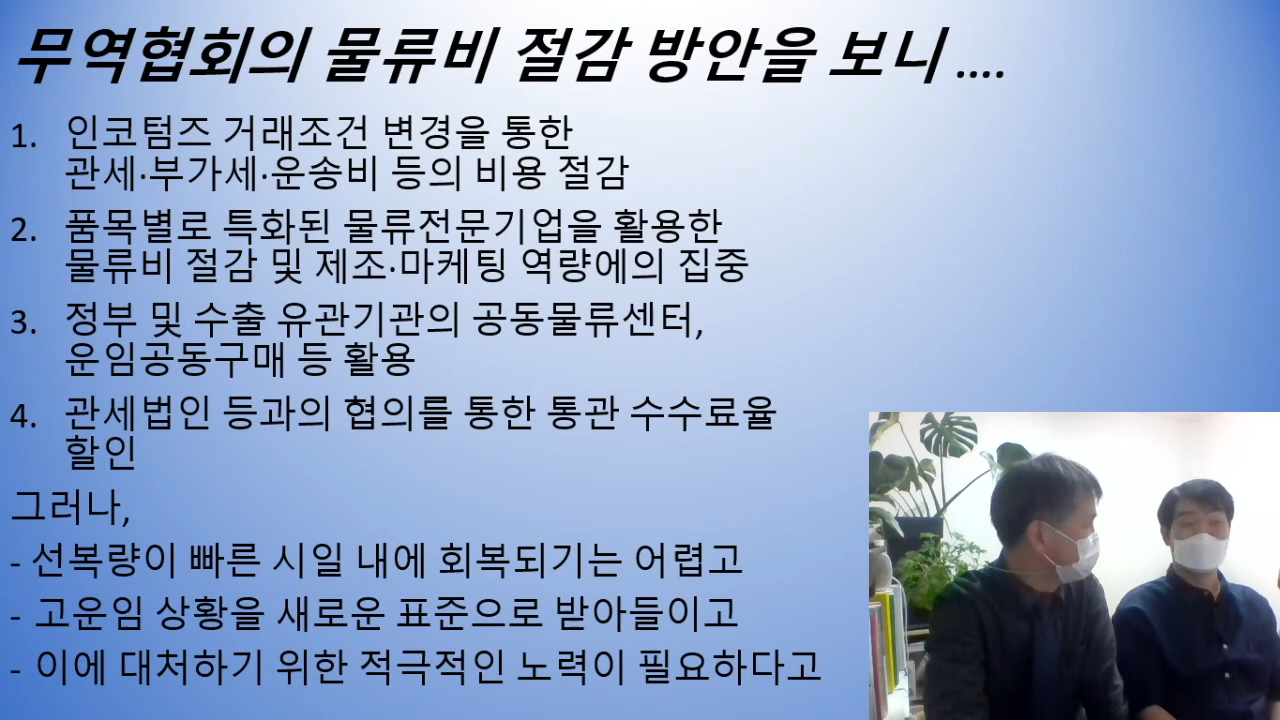 무역협회의 물류비 절감 방안을 보니 ....
1. 인코텀즈 거래조건 변경을 통한
관세·부가세·운송비 등의 비용 절감
2. 품목별로 특화된 물류전문기업을 활용한
물류비 절감 및 제조·마케팅 역량에의 집중
3. 정부 및 수출 유관기관의 공동물류센터,
운임공동구매 등 활용
4. 관세법인 등과의 협의를 통한 통관 수수료율
할인
그러나,
- 선복량이 빠른 시일 내에 회복되기는 어렵고
- 고운임 상황을 새로운 표준으로 받아들이고
- 이에 대처하기 위한 적극적인 노력이 필요하다고